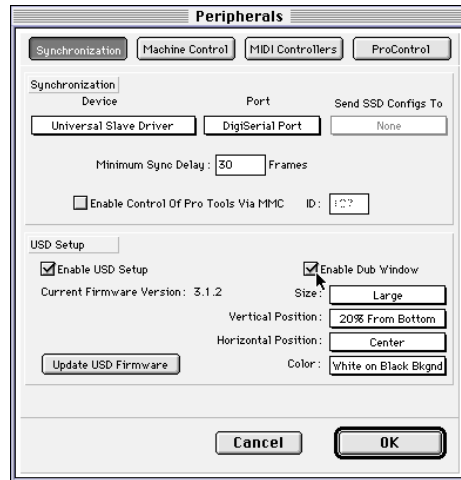 Peripherals
Synchronization Machine Control MIDI Controllers ProControl
Synchronization
Device Port Send SSD Configs To
Universal Slave Driver DigiSerial Port None
Minimum Sync Delay: 30 Frames
Enable Control Of Pro Tools Via MMC ID:
USD Setup
Enable USD Setup Enable Dub Window
Current Firmware Version: 3.1.2 Size: Large
Vertical Position: 20% From Bottom
Horizontal Position: Center
Update USD Firmware Color: White on Black Bkgnd
Cancel OK